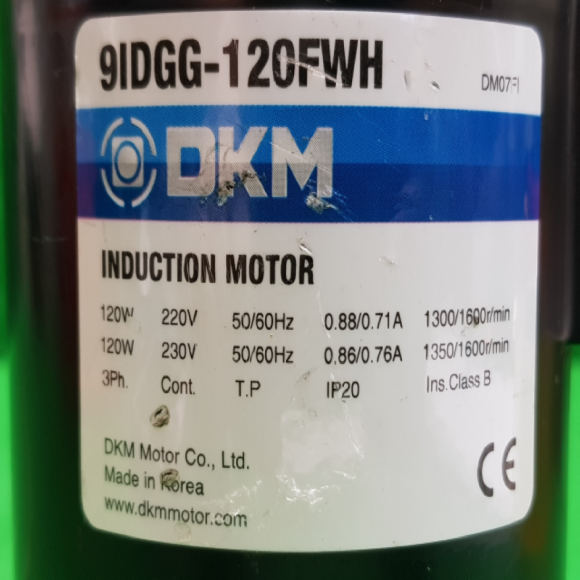 9IDGG-120FWH
DM07FI
DKM
INDUCTION MOTOR
120W 220V 50/60Hz 0.88/0.71A 1300/1600r/min
120W 230V 50/60Hz 0.86/0.76A 1350/1600r/min
3Ph. Cont. T.P IP20 Ins.Class B
DKM Motor Co., Ltd.
Made in Korea
www.dkmmotor.com
CE